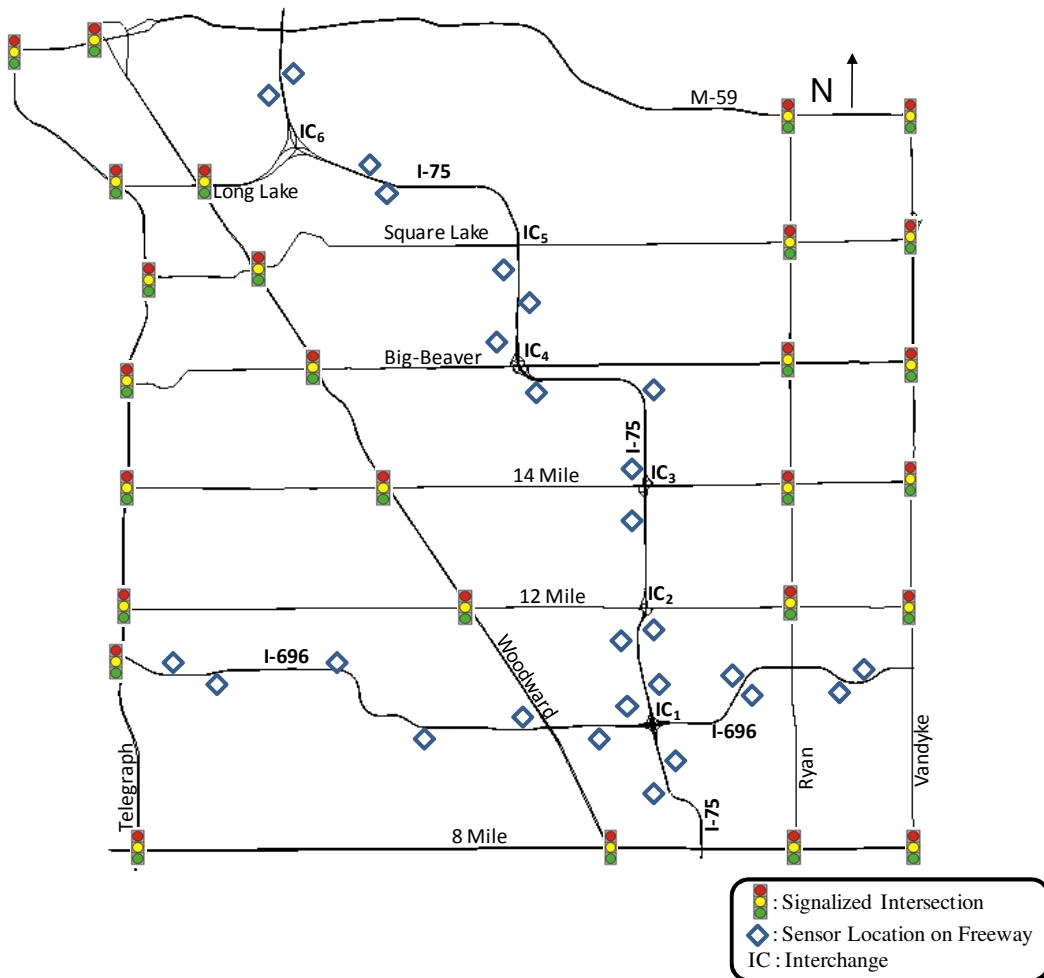 N
M-59
IC6
I-75
Long Lake
Square Lake
IC5
Big-Beaver
IC4
I-75
14 Mile
IC3
12 Mile
IC2
Woodward
I-696
IC1
I-696
Telegraph
Ryan
Vandyke
I-75
8 Mile
: Signalized Intersection
: Sensor Location on Freeway
IC : Interchange